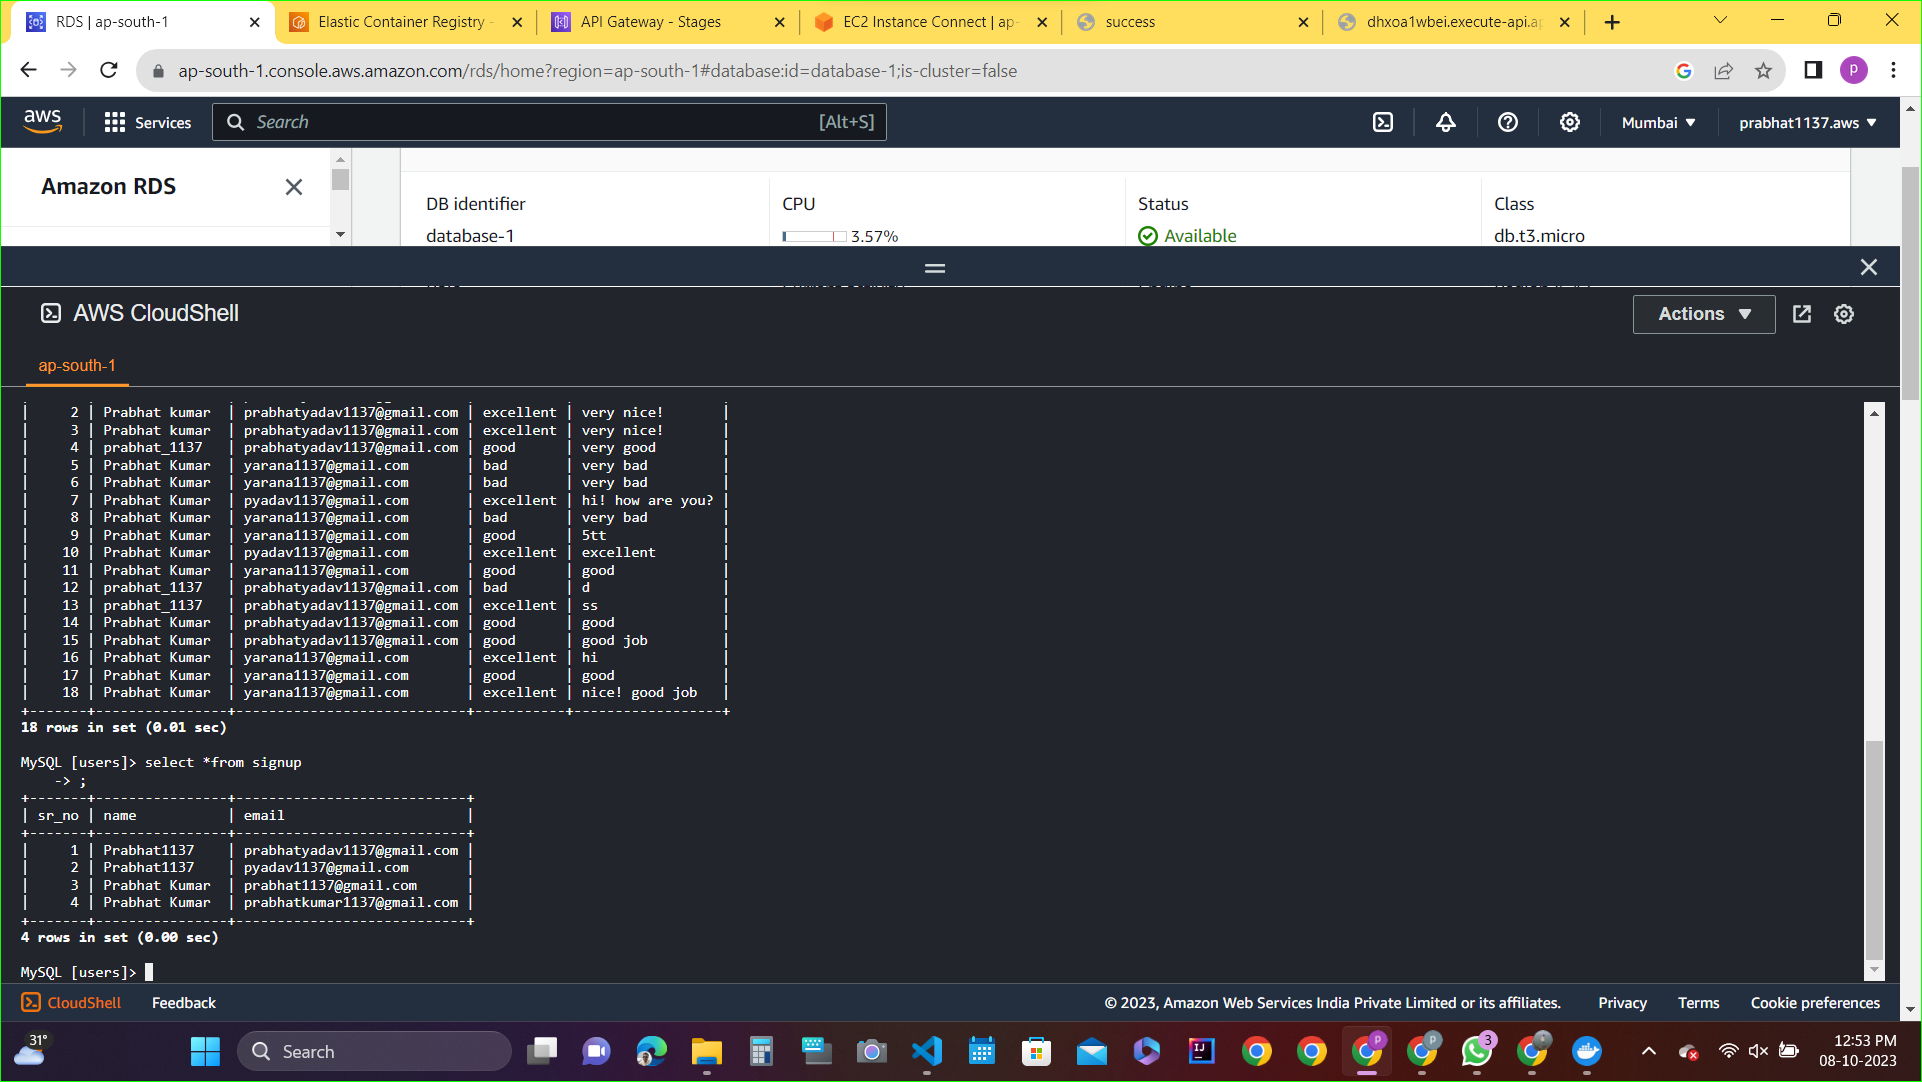 RDS | ap-south-1
Elastic Container Registry -
API Gateway - Stages
EC2 Instance Connect | ap-
success
dhxoa1wbei.execute-api.ap
ap-south-1.console.aws.amazon.com/rds/home?region=ap-south-1#database:id=database-1;is-cluster=false
P
aws
Services
Search
[Alt+S]
Mumbai
prabhat1137.aws
Amazon RDS
DB identifier
CPU
Status
Class
database-1
3.57%
Available
db.t3.micro
AWS CloudShell
Actions
ap-south-1
| 2 | Prabhat kumar | prabhatyadav1137@gmail.com | excellent | very nice! |
| 3 | Prabhat kumar | prabhatyadav1137@gmail.com | excellent | very nice! |
| 4 | prabhat_1137 | prabhatyadav1137@gmail.com | good | very good |
| 5 | Prabhat Kumar | yarana1137@gmail.com | bad | very bad |
| 6 | Prabhat Kumar | yarana1137@gmail.com | bad | very bad |
| 7 | Prabhat Kumar | pyadav1137@gmail.com | excellent | hi! how are you? |
| 8 | Prabhat Kumar | yarana1137@gmail.com | bad | very bad |
| 9 | Prabhat Kumar | yarana1137@gmail.com | good | 5tt |
| 10 | Prabhat Kumar | pyadav1137@gmail.com | excellent | excellent |
| 11 | Prabhat Kumar | yarana1137@gmail.com | good | good |
| 12 | prabhat_1137 | prabhatyadav1137@gmail.com | bad | d |
| 13 | prabhat_1137 | prabhatyadav1137@gmail.com | excellent | ss |
| 14 | Prabhat Kumar | prabhatyadav1137@gmail.com | good | good |
| 15 | Prabhat Kumar | prabhatyadav1137@gmail.com | good | good job |
| 16 | Prabhat Kumar | yarana1137@gmail.com | excellent | hi |
| 17 | Prabhat Kumar | yarana1137@gmail.com | good | good |
| 18 | Prabhat Kumar | yarana1137@gmail.com | excellent | nice! good job |
+-------+----------------+----------------------------+-----------+------------------+
18 rows in set (0.01 sec)
MySQL [users]> select *from signup
-> ;
+-------+----------------+----------------------------+
| sr_no | name | email |
+-------+----------------+----------------------------+
| 1 | Prabhat1137 | prabhatyadav1137@gmail.com |
| 2 | Prabhat1137 | pyadav1137@gmail.com |
| 3 | Prabhat Kumar | prabhat1137@gmail.com |
| 4 | Prabhat Kumar | prabhatkumar1137@gmail.com |
+-------+----------------+----------------------------+
4 rows in set (0.00 sec)
MySQL [users]>
CloudShell
Feedback
© 2023, Amazon Web Services India Private Limited or its affiliates.
Privacy
Terms
Cookie preferences
31°
Search
3
12:53 PM
08-10-2023